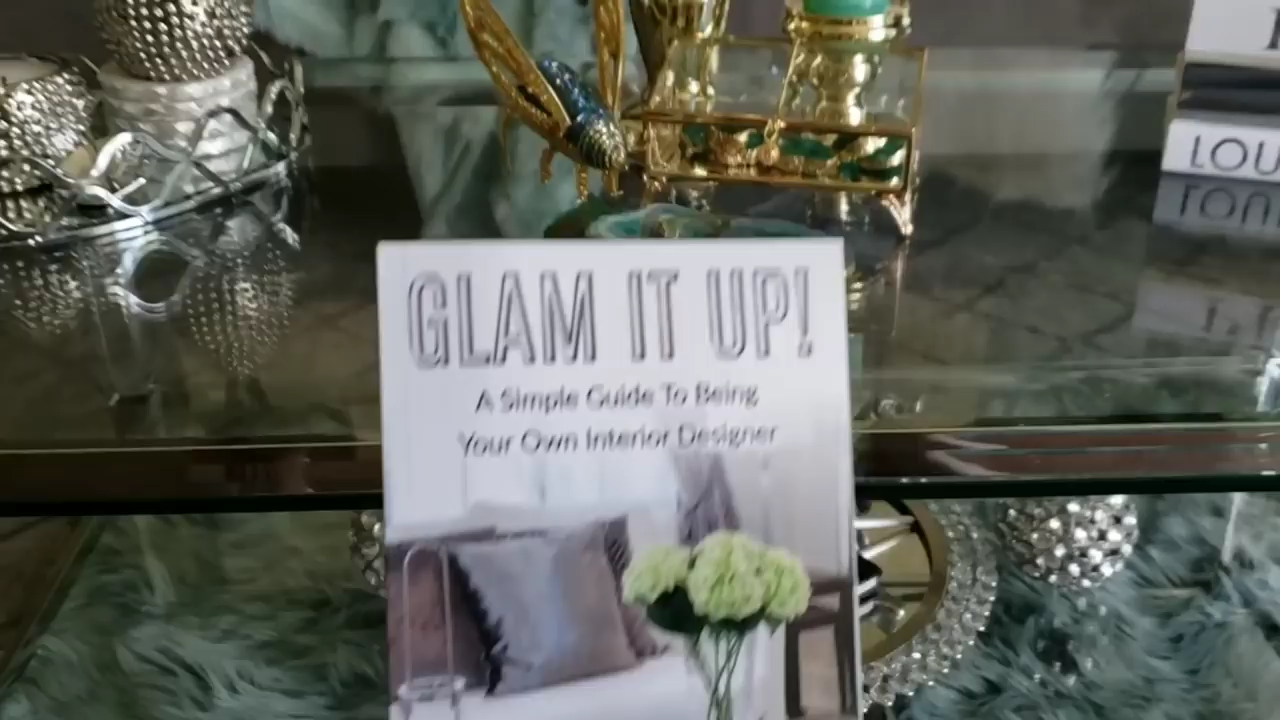 GLAM IT UP!
A Simple Guide To Being
Your Own Interior Designer
LOU